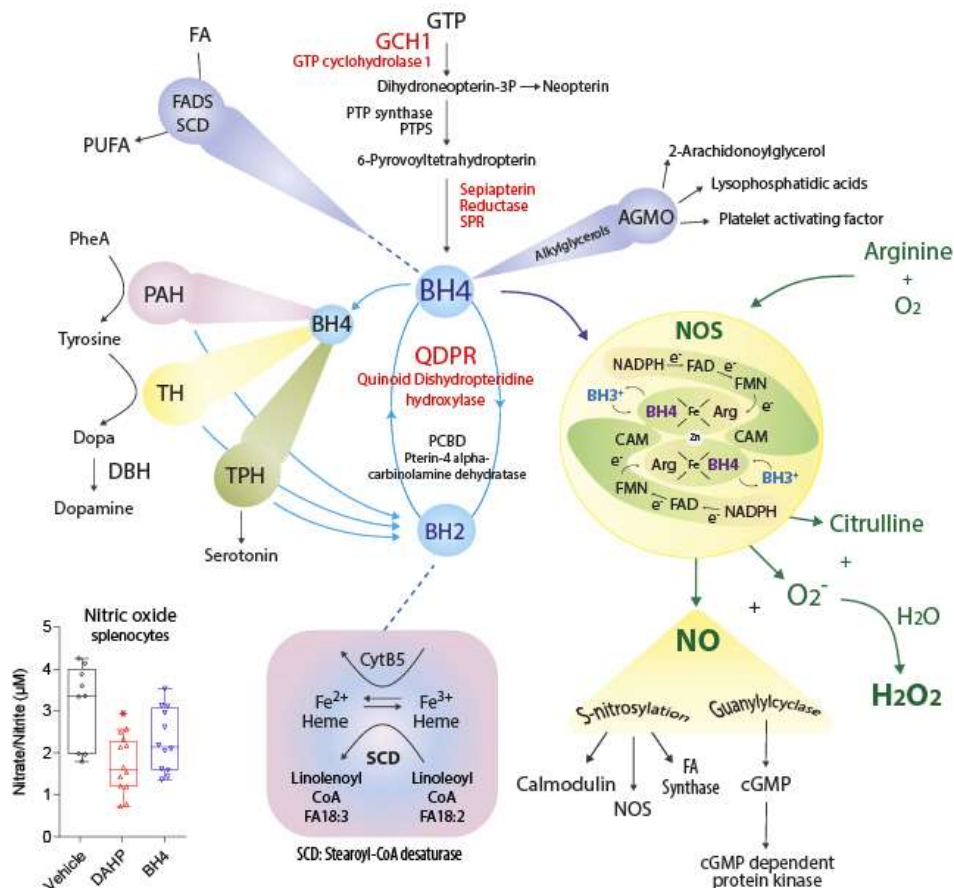 GTP
GCH1
GTP cyclohydrolase 1
Dihydroneopterin-3P
Neopterin
PTP synthase
PTPS
6-Pyrovoyltetrahydropterin
Sepiapterin
Reductase
SPR
FA
FADS
SCD
PUFA
2-Arachidonoylglycerol
Lysophosphatidic acids
Platelet activating factor
AGMO
Alkylglycerols
BH4
PheA
PAH
BH4
Tyrosine
TH
Dopa
DBH
Dopamine
TPH
Serotonin
QDPR
Quinoid Dishydropteridine
hydroxylase
PCBD
Pterin-4 alpha-
carbinolamine dehydratase
BH2
Arginine
+
O2
NOS
NADPH e- FAD e-
FMN
e-
BH3+
BH4 Fe Arg
CAM Zn CAM
e-
Arg Fe BH4
BH3+
FMN
e- FAD e- NADPH
Citrulline
+
O2-
H2O
H2O2
+
NO
S-nitrosylation
Guanylylcyclase
Calmodulin
NOS
FA
Synthase
cGMP
cGMP dependent
protein kinase
CytB5
Fe2+
Heme
Fe3+
Heme
SCD
Linolenoyl
CoA
FA18:3
Linoleoyl
CoA
FA18:2
SCD: Stearoyl-CoA desaturase
Nitric oxide
splenocytes
Nitrate/Nitrite (µM)
5
4
3
2
1
0
*
Vehicle
DAHP
BH4